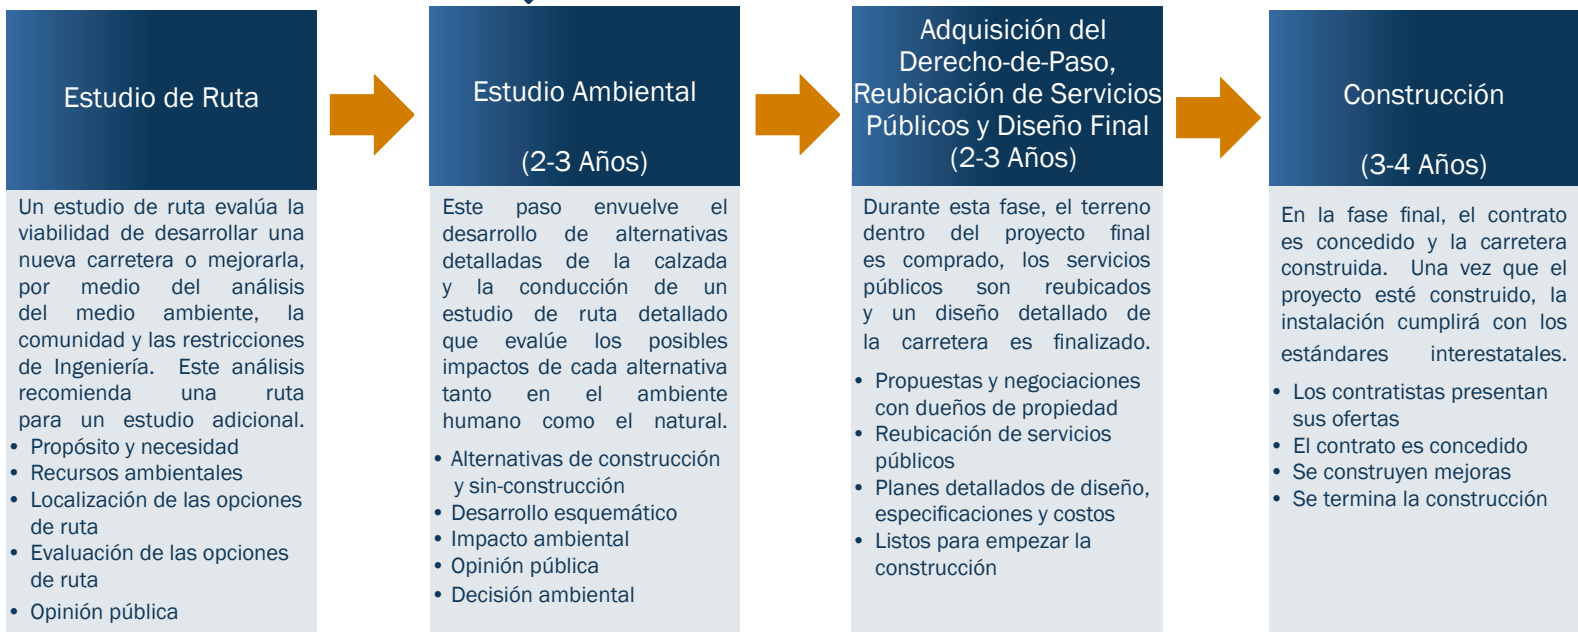 Estudio de Ruta
Un estudio de ruta evalúa la
viabilidad de desarrollar una
nueva carretera o mejorarla,
por medio del análisis
del medio ambiente, la
comunidad y las restricciones
de Ingeniería. Este análisis
recomienda una ruta
para un estudio adicional.
• Propósito y necesidad
• Recursos ambientales
• Localización de las opciones
de ruta
• Evaluación de las opciones
de ruta
• Opinión pública
Estudio Ambiental
(2-3 Años)
Este paso envuelve el
desarrollo de alternativas
detalladas de la calzada
y la conducción de un
estudio de ruta detallado
que evalúe los posibles
impactos de cada alternativa
tanto en el ambiente
humano como el natural.
• Alternativas de construcción
y sin-construcción
• Desarrollo esquemático
• Impacto ambiental
• Opinión pública
• Decisión ambiental
Adquisición del
Derecho-de-Paso,
Reubicación de Servicios
Públicos y Diseño Final
(2-3 Años)
Durante esta fase, el terreno
dentro del proyecto final
es comprado, los servicios
públicos son reubicados
y un diseño detallado de
la carretera es finalizado.
• Propuestas y negociaciones
con dueños de propiedad
• Reubicación de servicios
públicos
• Planes detallados de diseño,
especificaciones y costos
• Listos para empezar la
construcción
Construcción
(3-4 Años)
En la fase final, el contrato
es concedido y la carretera
construida. Una vez que el
proyecto esté construido, la
instalación cumplirá con los
estándares interestatales.
• Los contratistas presentan
sus ofertas
• El contrato es concedido
• Se construyen mejoras
• Se termina la construcción